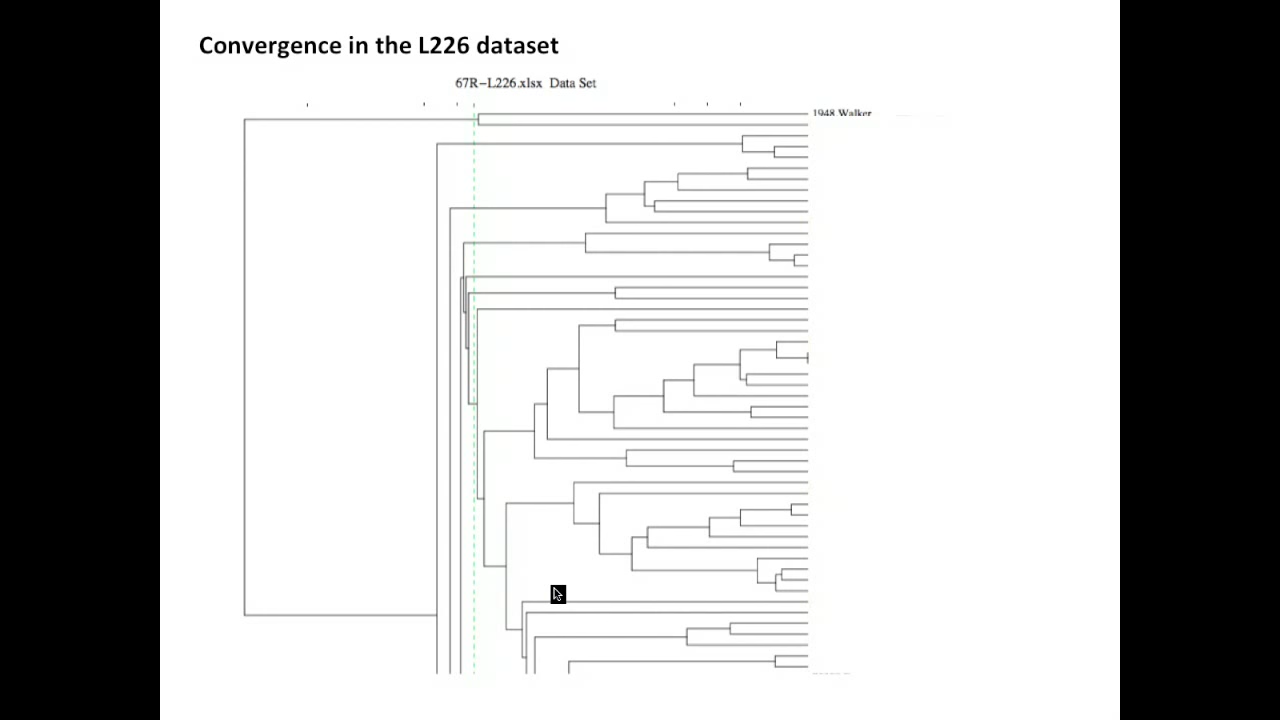 Convergence in the L226 dataset
67R−L226.xlsx Data Set
1948 Walker